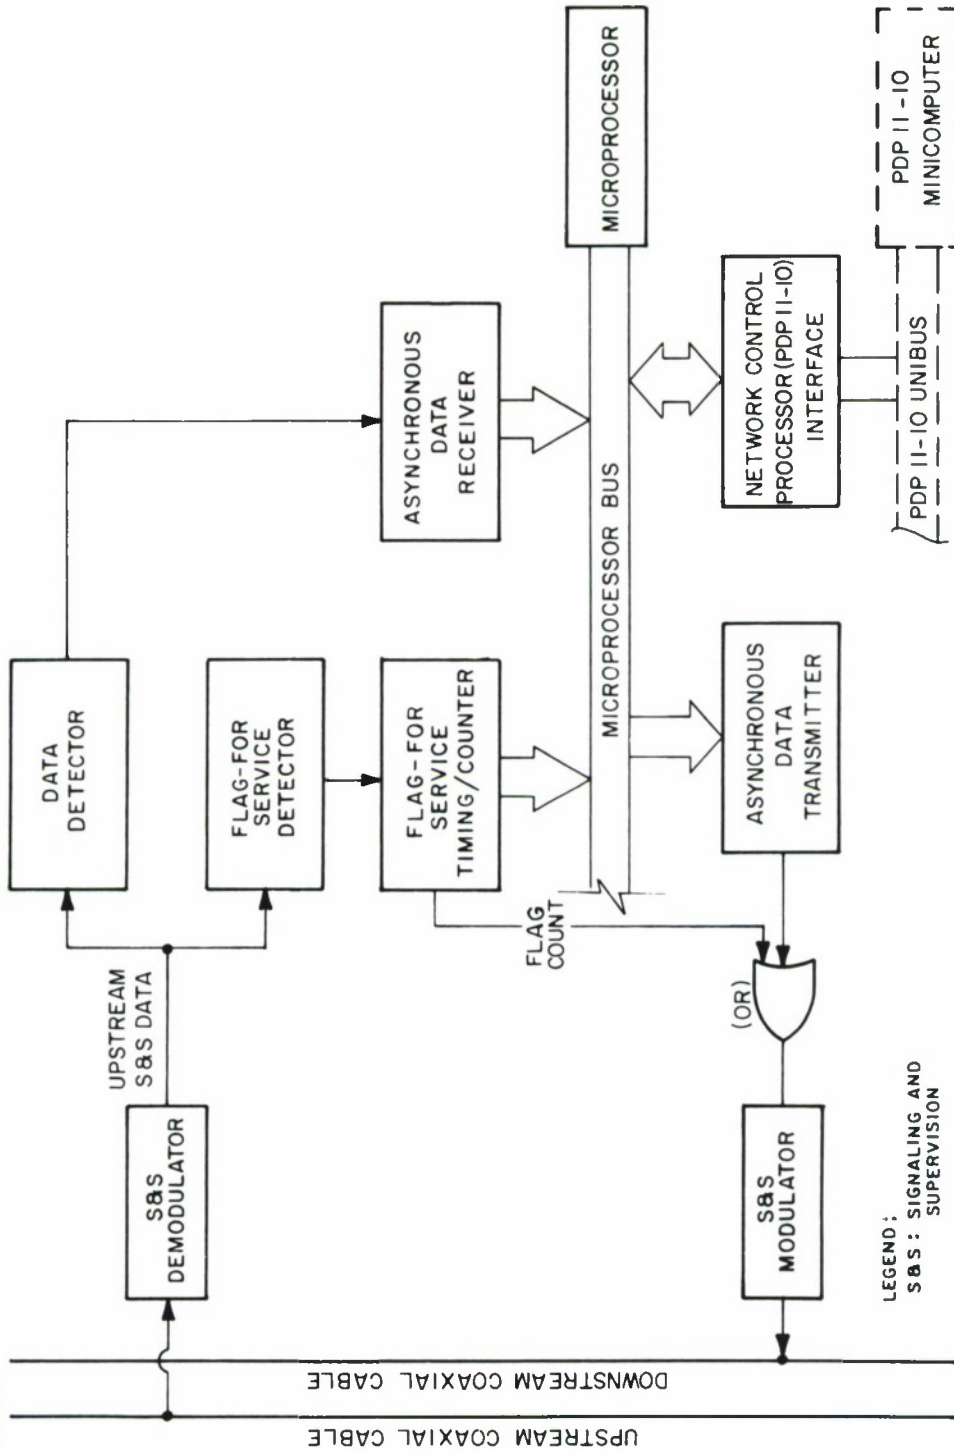 UPSTREAM COAXIAL CABLE
DOWNSTREAM COAXIAL CABLE
S&S
DEMODULATOR
UPSTREAM
S&S DATA
DATA
DETECTOR
FLAG-FOR
SERVICE
DETECTOR
FLAG-FOR
SERVICE
TIMING/COUNTER
ASYNCHRONOUS
DATA
RECEIVER
FLAG
COUNT
MICROPROCESSOR BUS
MICROPROCESSOR
(OR)
S&S
MODULATOR
ASYNCHRONOUS
DATA
TRANSMITTER
NETWORK CONTROL
PROCESSOR (PDP11-10)
INTERFACE
PDP 11-10 UNIBUS
PDP 11-10
MINICOMPUTER
LEGEND:
S&S: SIGNALING AND
SUPERVISION